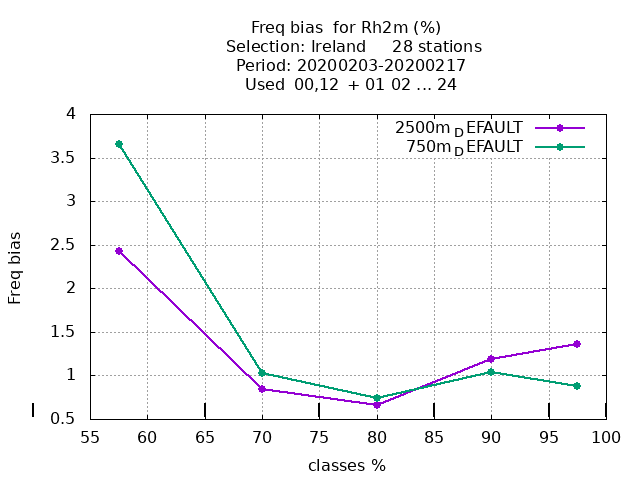 Freq bias  for Rh2m (%)
Selection: Ireland     28 stations
Period: 20200203-20200217
Used  00,12  + 01 02 ... 24
2500m_DEFAULT
750m_DEFAULT
4
3.5
3
2.5
2
1.5
1
0.5
Freq bias
55 60 65 70 75 80 85 90 95 100
classes %